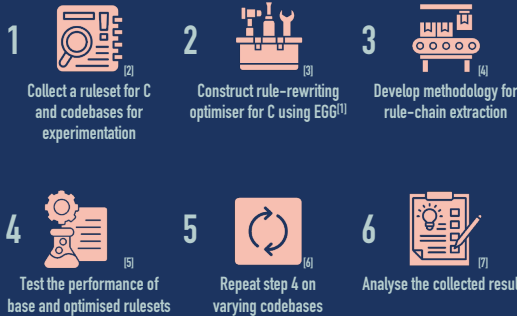 1
[2]
Collect a ruleset for C
and codebases for
experimentation
2
[3]
Construct rule-rewriting
optimiser for C using EGG[1]
3
[4]
Develop methodology for
rule-chain extraction
4
[5]
Test the performance of
base and optimised rulesets
5
[6]
Repeat step 4 on
varying codebases
6
[7]
Analyse the collected